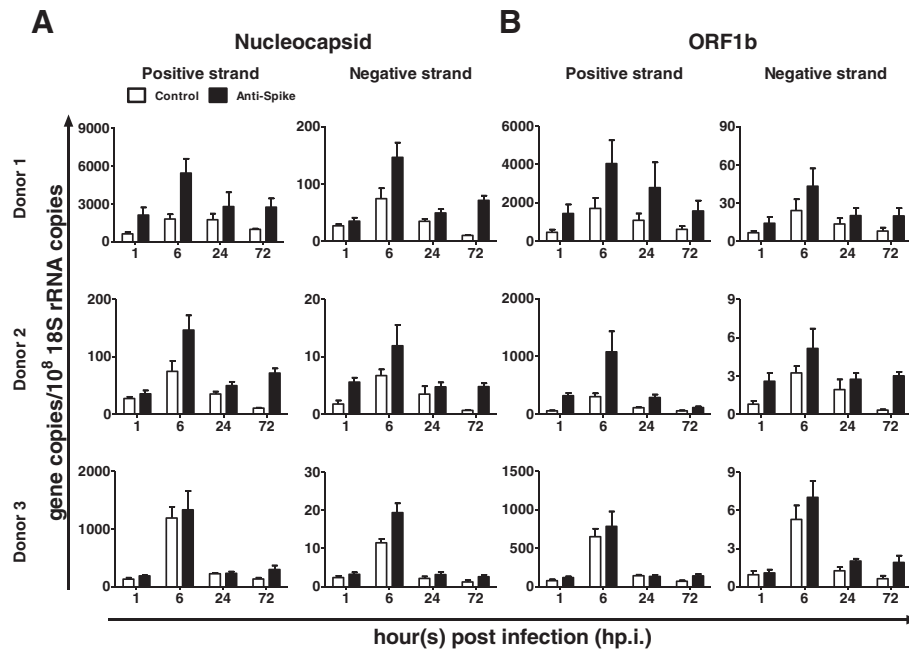 A
B
Nucleocapsid
ORF1b
Positive strand
Negative strand
Positive strand
Negative strand
Control
Anti-Spike
gene copies/10⁸ 18S rRNA copies
Donor 1
9000
6000
3000
0
1 6 24 72
200
100
0
1 6 24 72
6000
4000
2000
0
1 6 24 72
90
60
30
0
1 6 24 72
Donor 2
200
100
0
1 6 24 72
20
10
0
1 6 24 72
2000
1000
0
1 6 24 72
9
6
3
0
1 6 24 72
Donor 3
2000
1000
0
1 6 24 72
30
20
10
0
1 6 24 72
1500
1000
500
0
1 6 24 72
9
6
3
0
1 6 24 72
hour(s) post infection (hp.i.)